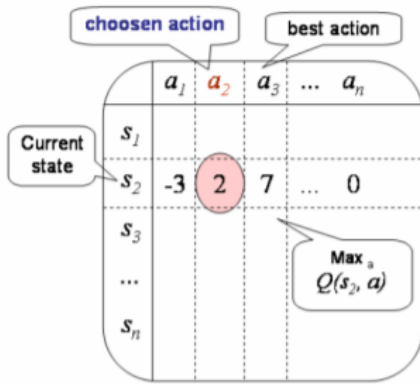 choosen action
best action
a1 a2 a3 ... an
Current
state
s1
s2 -3 2 7 ... 0
s3
Max a
Q(s2, a)
...
sn